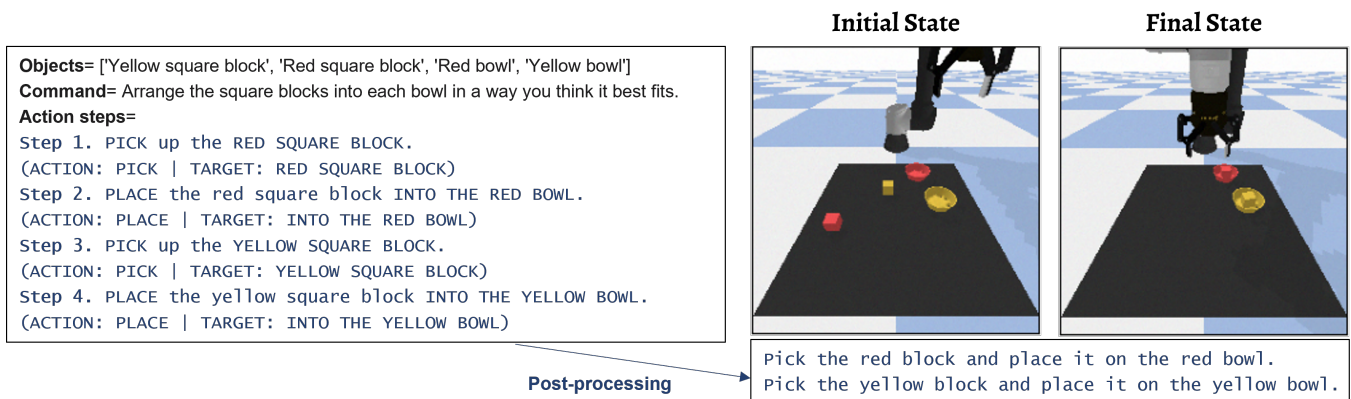 Initial State
Final State
Objects= ['Yellow square block', 'Red square block', 'Red bowl', 'Yellow bowl']
Command= Arrange the square blocks into each bowl in a way you think it best fits.
Action steps=
Step 1. PICK up the RED SQUARE BLOCK.
(ACTION: PICK | TARGET: RED SQUARE BLOCK)
Step 2. PLACE the red square block INTO THE RED BOWL.
(ACTION: PLACE | TARGET: INTO THE RED BOWL)
Step 3. PICK up the YELLOW SQUARE BLOCK.
(ACTION: PICK | TARGET: YELLOW SQUARE BLOCK)
Step 4. PLACE the yellow square block INTO THE YELLOW BOWL.
(ACTION: PLACE | TARGET: INTO THE YELLOW BOWL)
Post-processing
Pick the red block and place it on the red bowl.
Pick the yellow block and place it on the yellow bowl.